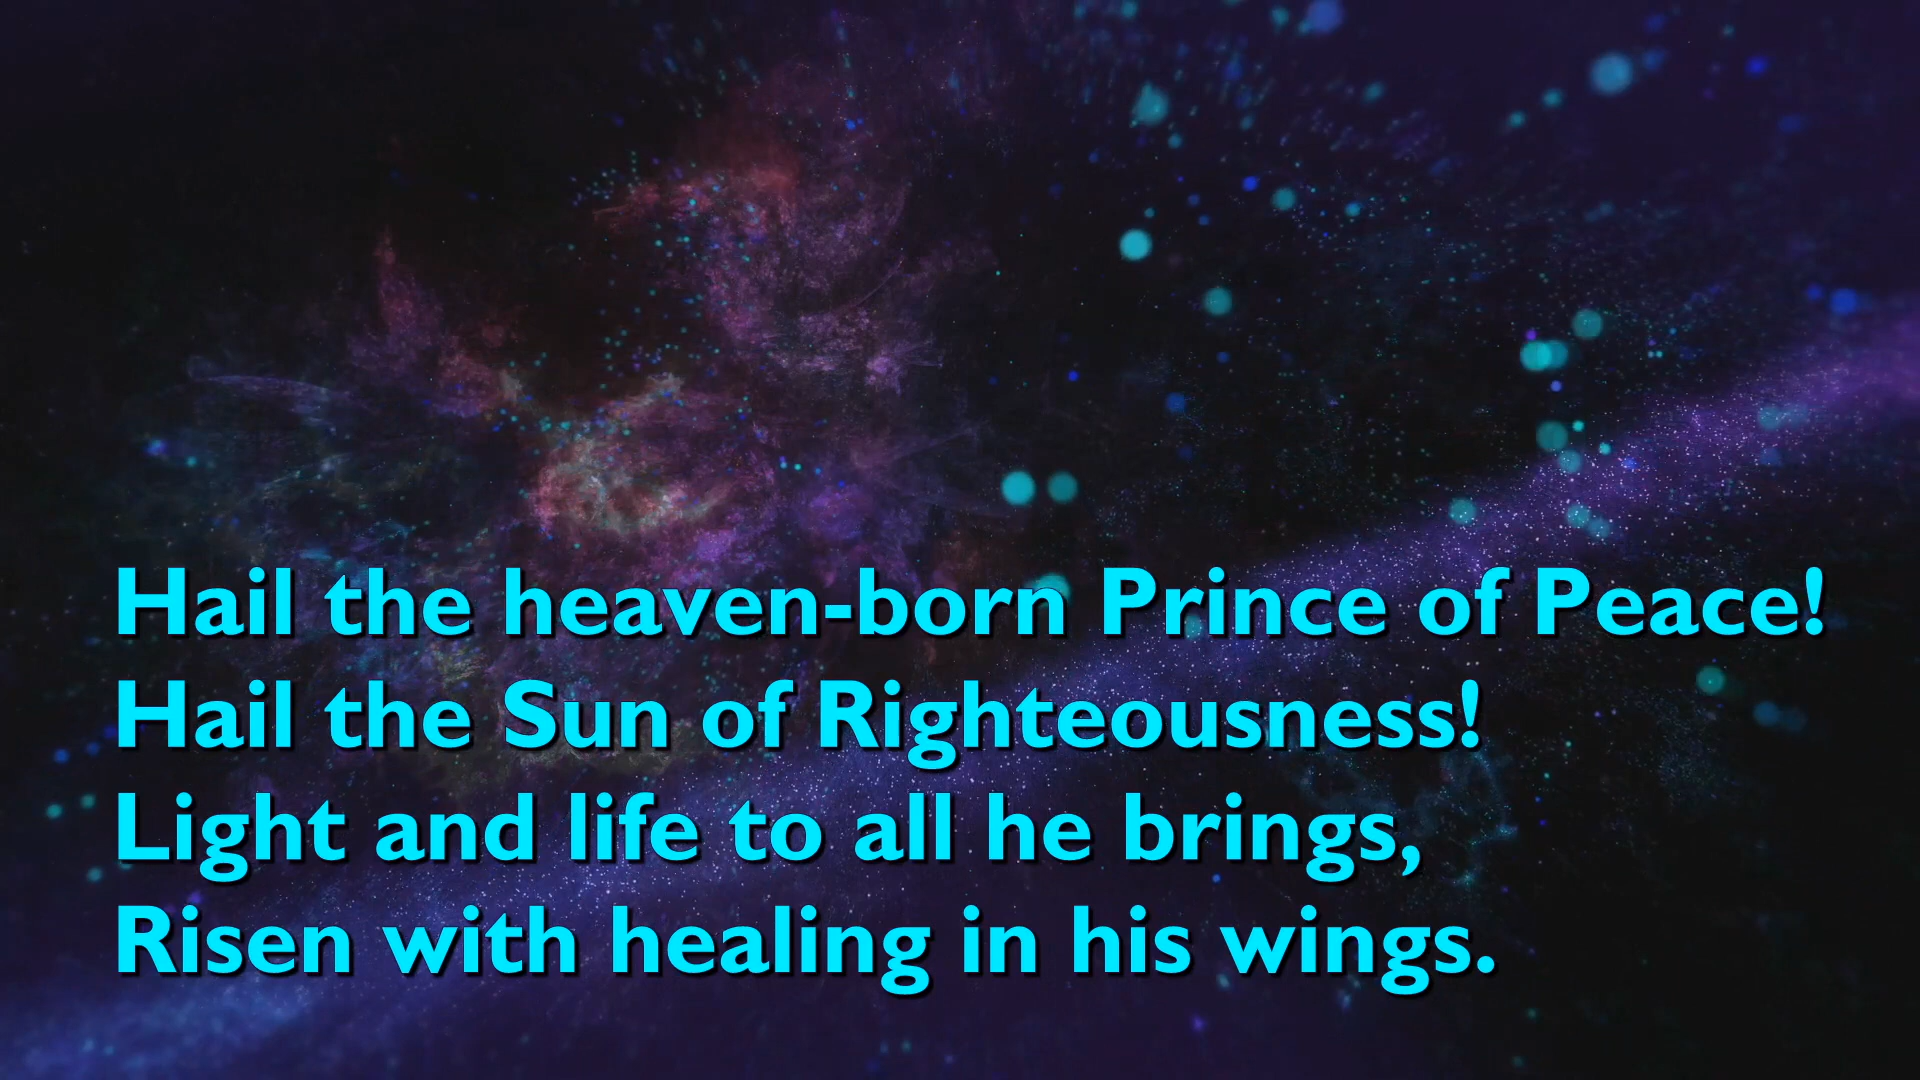 Hail the heaven-born Prince of Peace!
Hail the Sun of Righteousness!
Light and life to all he brings,
Risen with healing in his wings.